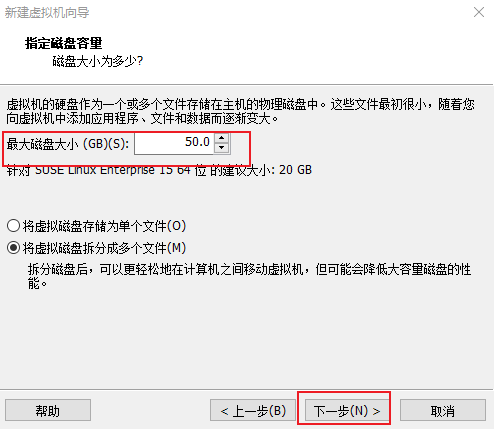 新建虚拟机向导
指定磁盘容量
磁盘大小为多少?
虚拟机的硬盘作为一个或多个文件存储在主机的物理磁盘中。这些文件最初很小，随着您
向虚拟机中添加应用程序、文件和数据而逐渐变大。
最大磁盘大小 (GB)(S): 50.0
针对 SUSE Linux Enterprise 15 64 位 的建议大小: 20 GB
将虚拟磁盘存储为单个文件(O)
将虚拟磁盘拆分成多个文件(M)
拆分磁盘后，可以更轻松地在计算机之间移动虚拟机，但可能会降低大容量磁盘的性
能。
帮助 < 上一步(B) 下一步(N) > 取消